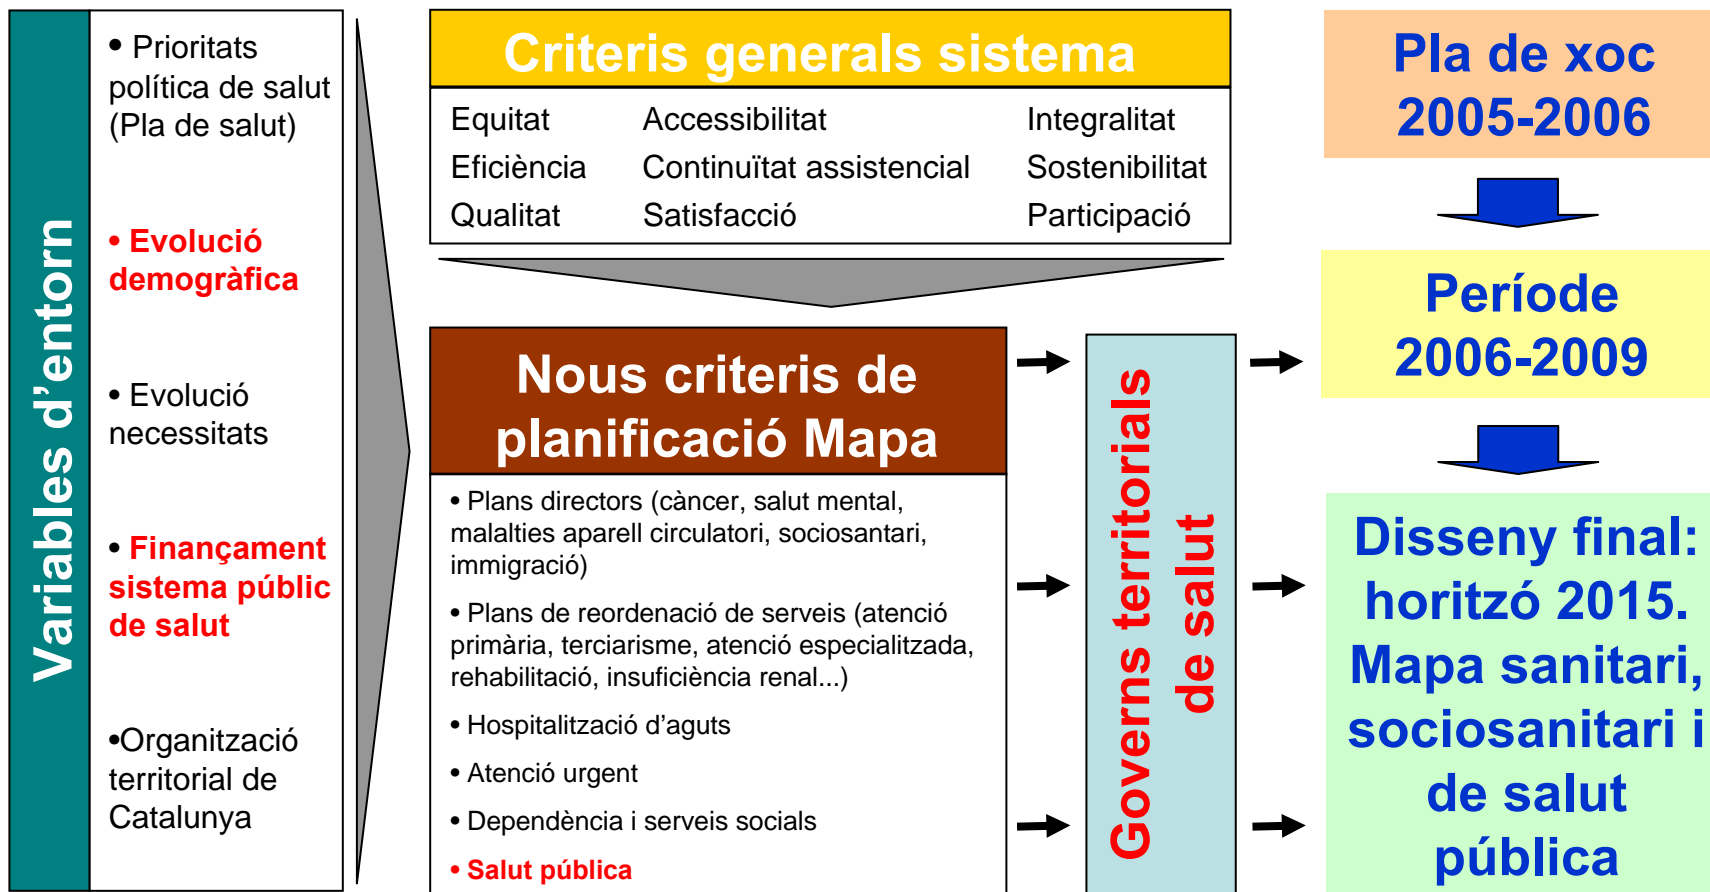 Variables d'entorn
• Prioritats
política de salut
(Pla de salut)
• Evolució
demogràfica
• Evolució
necessitats
• Finançament
sistema públic
de salut
•Organització
territorial de
Catalunya
Criteris generals sistema
Equitat Accessibilitat Integralitat
Eficiència Continuïtat assistencial Sostenibilitat
Qualitat Satisfacció Participació
Nous criteris de
planificació Mapa
• Plans directors (càncer, salut mental,
malalties aparell circulatori, sociosantari,
immigració)
• Plans de reordenació de serveis (atenció
primària, terciarisme, atenció especialitzada,
rehabilitació, insuficiència renal...)
• Hospitalització d'aguts
• Atenció urgent
• Dependència i serveis socials
• Salut pública
Governs territorials
de salut
Pla de xoc
2005-2006
Període
2006-2009
Disseny final:
horitzó 2015.
Mapa sanitari,
sociosanitari i
de salut
pública